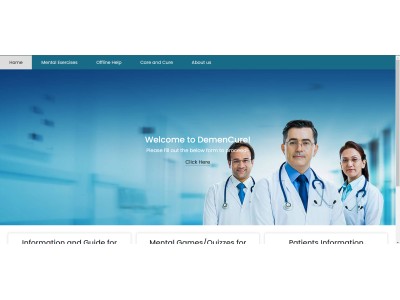 Home Mental Exercises Offline Help Care and Cure About us
Welcome to DemenCure!
Please fill out the below form to proceed!
Click Here
Information and Guide for Mental Games/Quizzes for Patients Information